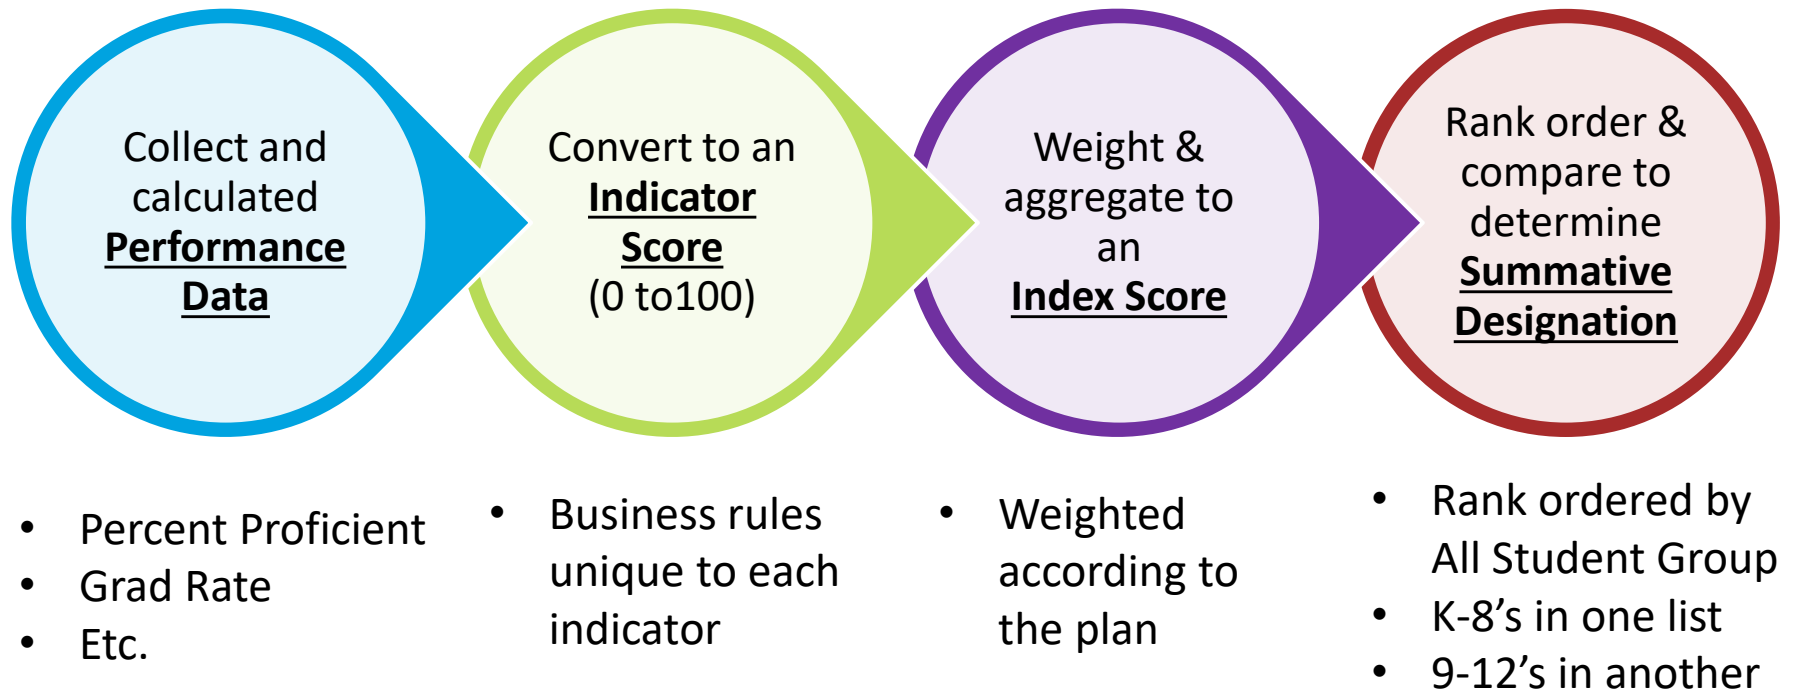 Collect and
calculated
Performance
Data
Convert to an
Indicator
Score
(0 to100)
Weight &
aggregate to
an
Index Score
Rank order &
compare to
determine
Summative
Designation
• Percent Proficient
• Grad Rate
• Etc.
• Business rules
unique to each
indicator
• Weighted
according to
the plan
• Rank ordered by
All Student Group
• K-8’s in one list
• 9-12’s in another